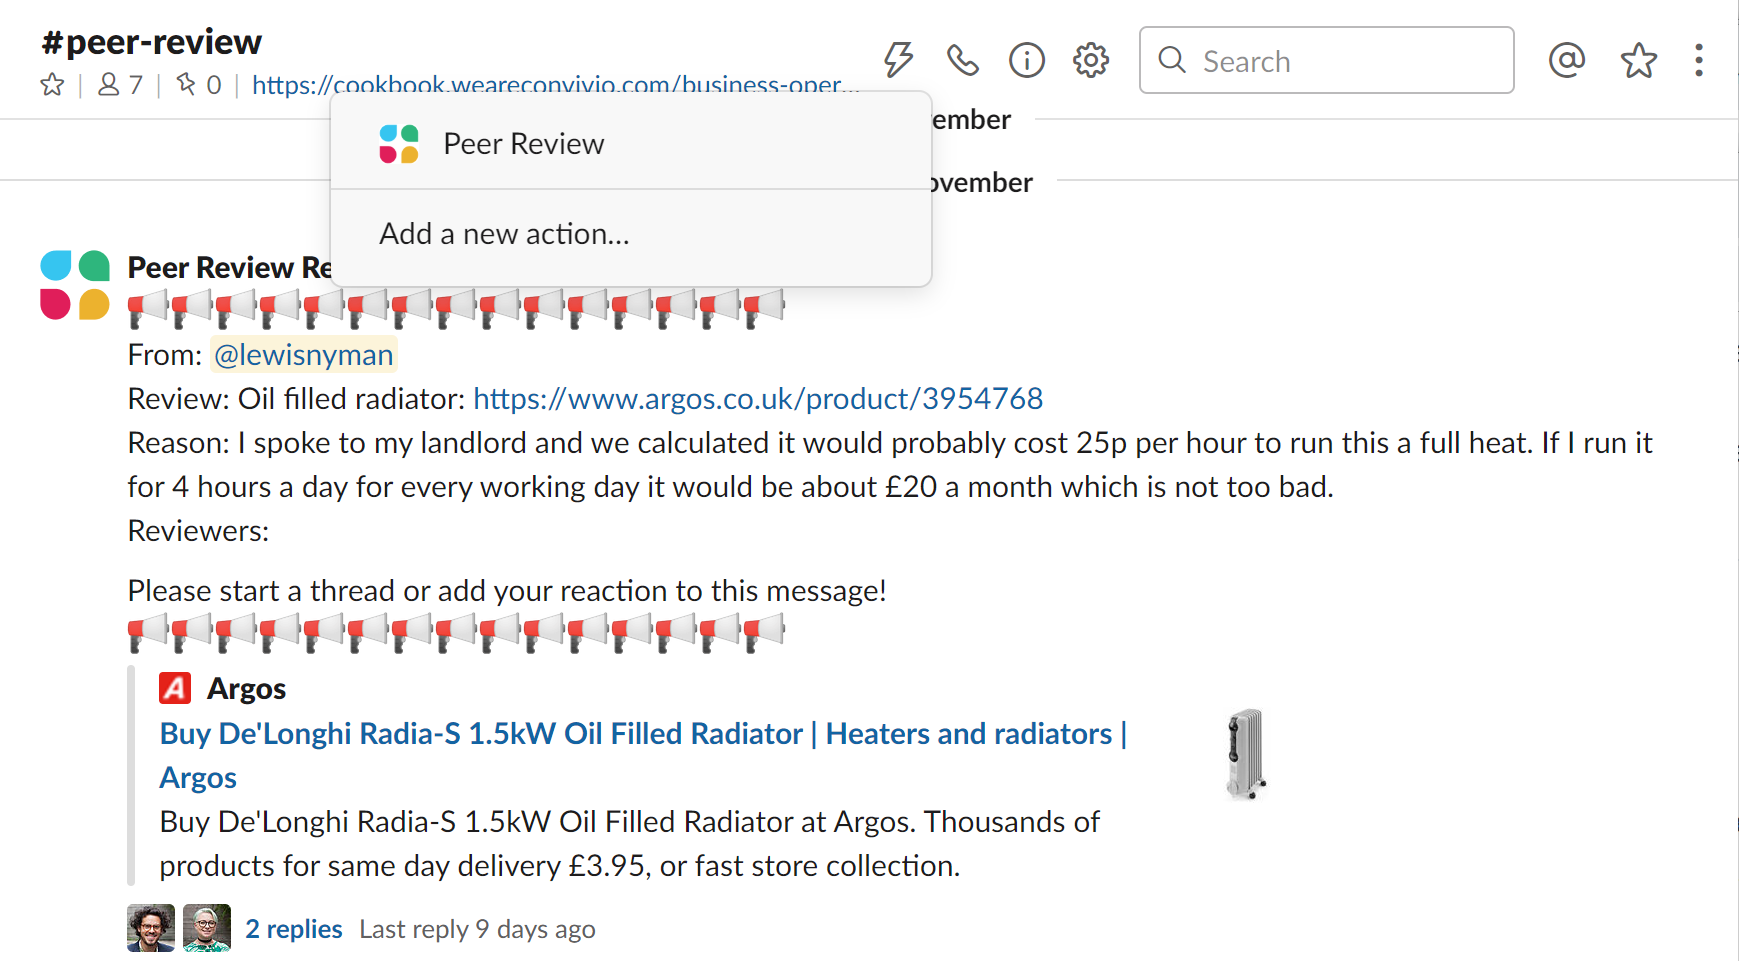 #peer-review
7 | 0 | https://cookbook.weareconvivio.com/business-oper...
Search
Peer Review
Add a new action...
ember
ovember
Peer Review Re
From: @lewisnyman
Review: Oil filled radiator: https://www.argos.co.uk/product/3954768
Reason: I spoke to my landlord and we calculated it would probably cost 25p per hour to run this a full heat. If I run it
for 4 hours a day for every working day it would be about £20 a month which is not too bad.
Reviewers:
Please start a thread or add your reaction to this message!
Argos
Buy De'Longhi Radia-S 1.5kW Oil Filled Radiator | Heaters and radiators |
Argos
Buy De'Longhi Radia-S 1.5kW Oil Filled Radiator at Argos. Thousands of
products for same day delivery £3.95, or fast store collection.
2 replies Last reply 9 days ago